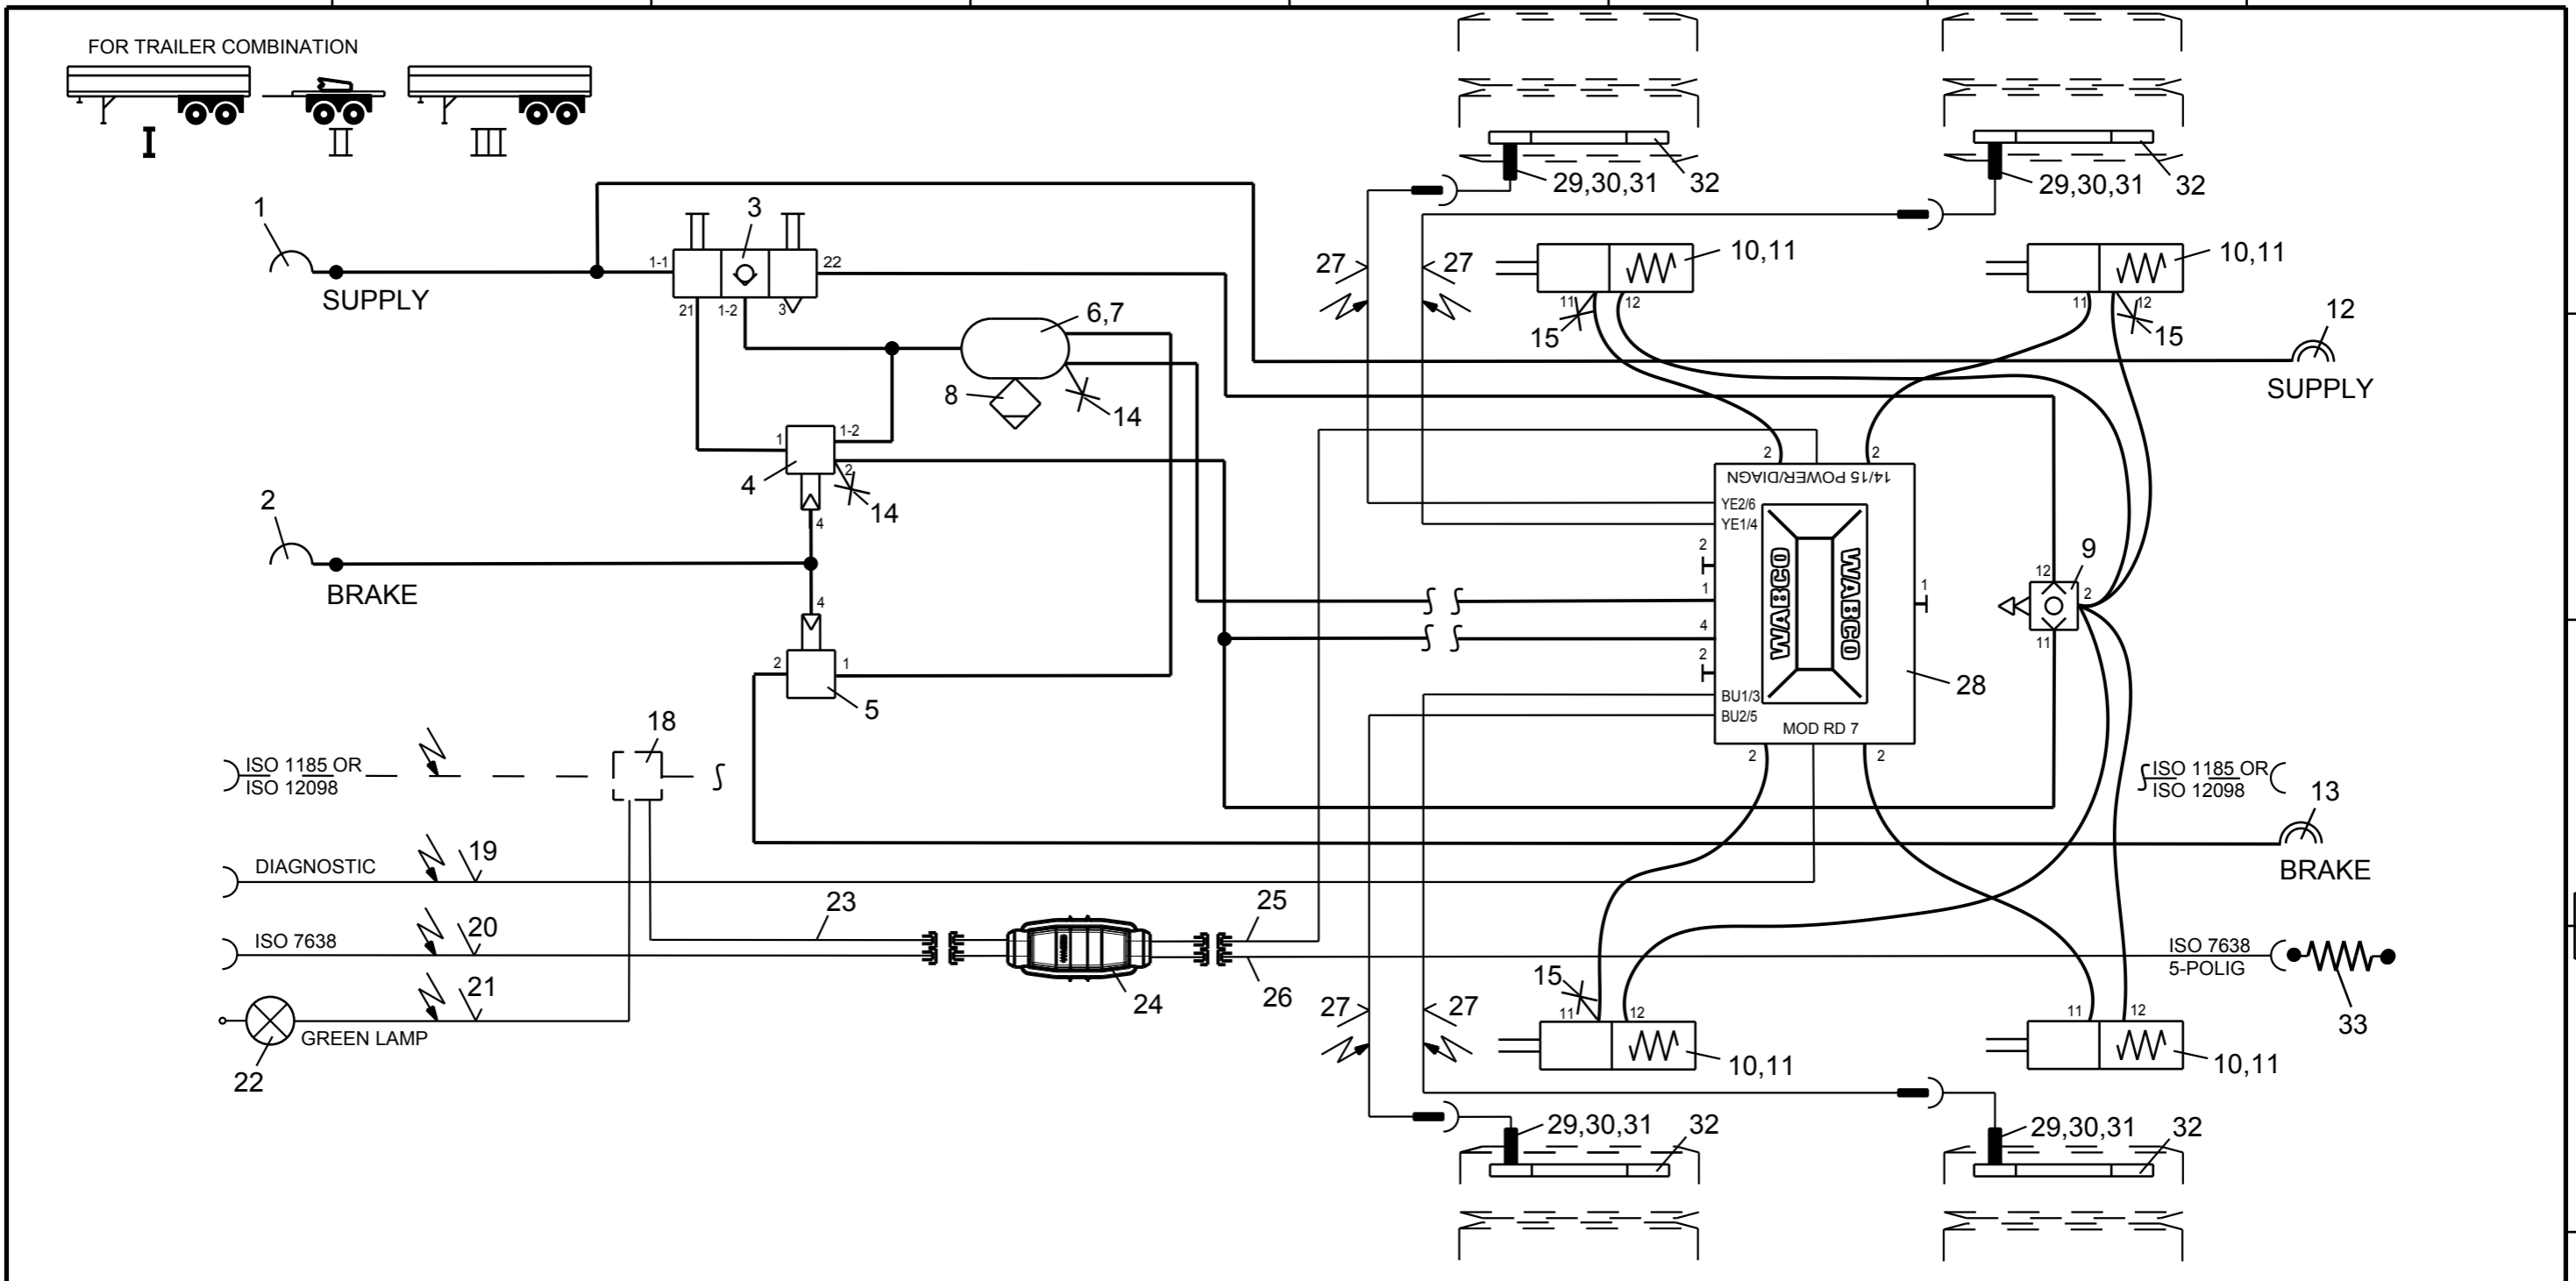 FOR TRAILER COMBINATION
I II III
29,30,31 32
29,30,31 32
1
3
1-1
22
21
1-2
3
SUPPLY
27 27
10,11
10,11
11 12
11 12
15
15
12
SUPPLY
6,7
8
14
1
1-2
4
2
14
4
2
BRAKE
4
2 1
5
2 2
14/15 POWER/DIAGN
YE2/6
YE1/4
2
1
4
2
BU1/3
BU2/5
WABCO
WABCO
1
MOD RD 7
2 2
28
9
12
2
11
18
ISO 1185 OR
ISO 12098
ISO 1185 OR
ISO 12098
13
BRAKE
DIAGNOSTIC
19
23
25
ISO 7638
20
24
26
ISO 7638
5-POLIG
33
21
GREEN LAMP
22
27 27
15
11 12
10,11
11 12
10,11
29,30,31 32
29,30,31 32